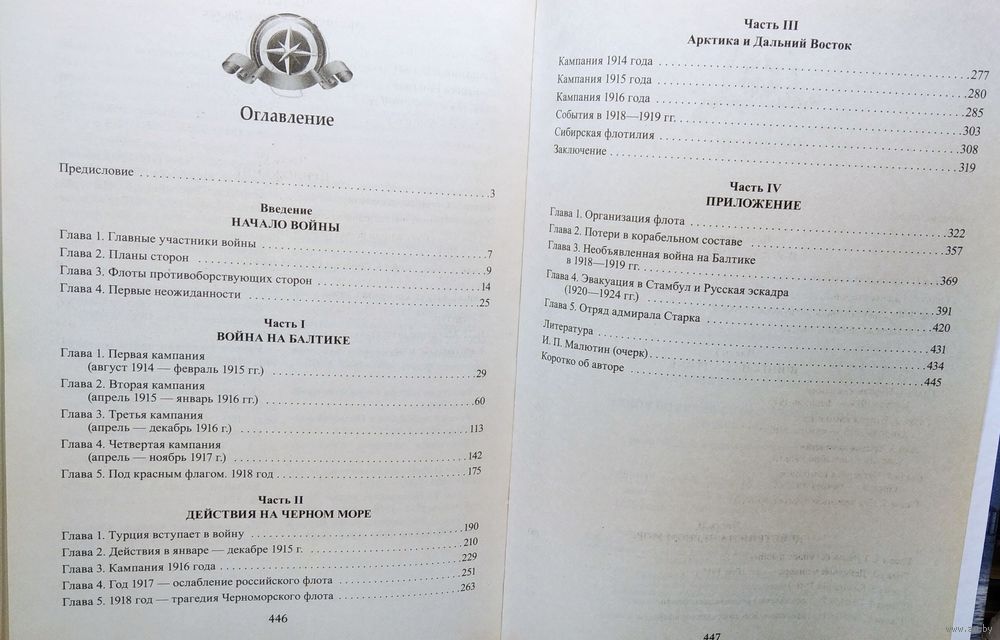 Оглавление
Предисловие 3
Введение
НАЧАЛО ВОЙНЫ
Глава 1. Главные участники войны 7
Глава 2. Планы сторон 9
Глава 3. Флоты противоборствующих сторон 14
Глава 4. Первые неожиданности 25
Часть I
ВОЙНА НА БАЛТИКЕ
Глава 1. Первая кампания
(август 1914 — февраль 1915 гг.) 29
Глава 2. Вторая кампания
(апрель 1915 — январь 1916 гг.) 60
Глава 3. Третья кампания
(апрель — декабрь 1916 г.) 113
Глава 4. Четвертая кампания
(апрель — ноябрь 1917 г.) 142
Глава 5. Под красным флагом. 1918 год 175
Часть II
ДЕЙСТВИЯ НА ЧЕРНОМ МОРЕ
Глава 1. Турция вступает в войну 190
Глава 2. Действия в январе — декабре 1915 г. 210
Глава 3. Кампания 1916 года 229
Глава 4. Год 1917 — ослабление российского флота 251
Глава 5. 1918 год — трагедия Черноморского флота 263
446
Часть III
Арктика и Дальний Восток
Кампания 1914 года 277
Кампания 1915 года 280
Кампания 1916 года 285
События в 1918—1919 гг. 303
Сибирская флотилия 308
Заключение 319
Часть IV
ПРИЛОЖЕНИЕ
Глава 1. Организация флота 322
Глава 2. Потери в корабельном составе 357
Глава 3. Необъявленная война на Балтике
в 1918—1919 гг. 369
Глава 4. Эвакуация в Стамбул и Русская эскадра
(1920—1924 гг.) 391
Глава 5. Отряд адмирала Старка 420
Литература 431
И. П. Малютин (очерк) 434
Коротко об авторе 445
447